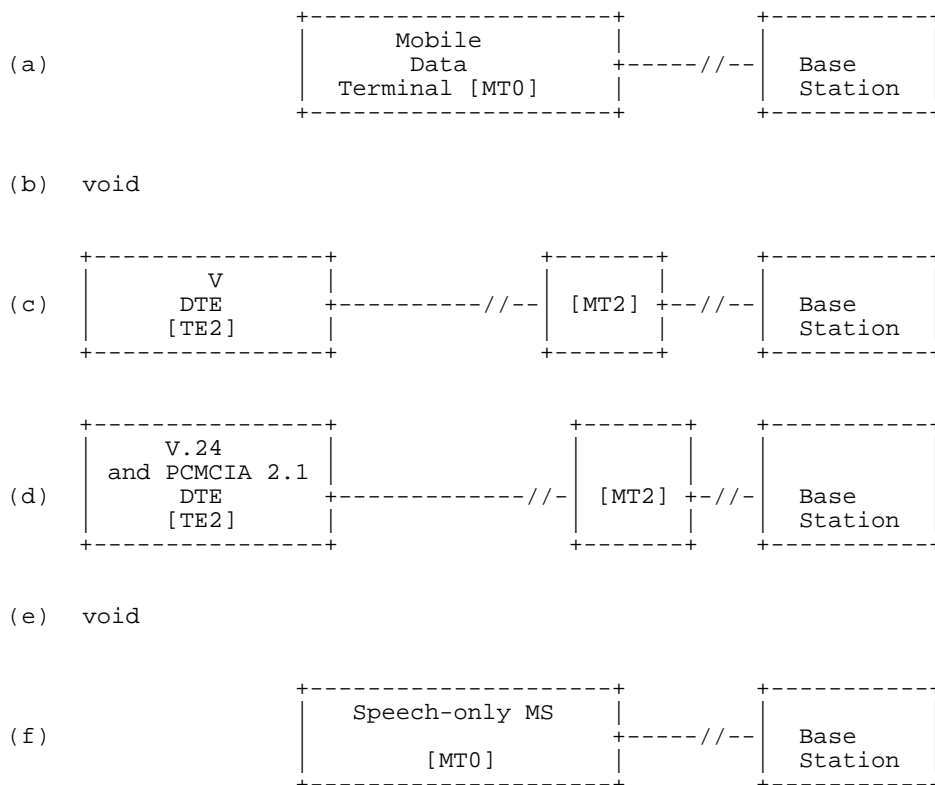 Mobile
(a) Data Base
Terminal [MT0] Station
(b) void
V
(c) DTE [MT2] Base
[TE2] Station
V.24
and PCMCIA 2.1
(d) DTE [MT2] Base
[TE2] Station
(e) void
Speech-only MS
(f) Base
[MT0] Station